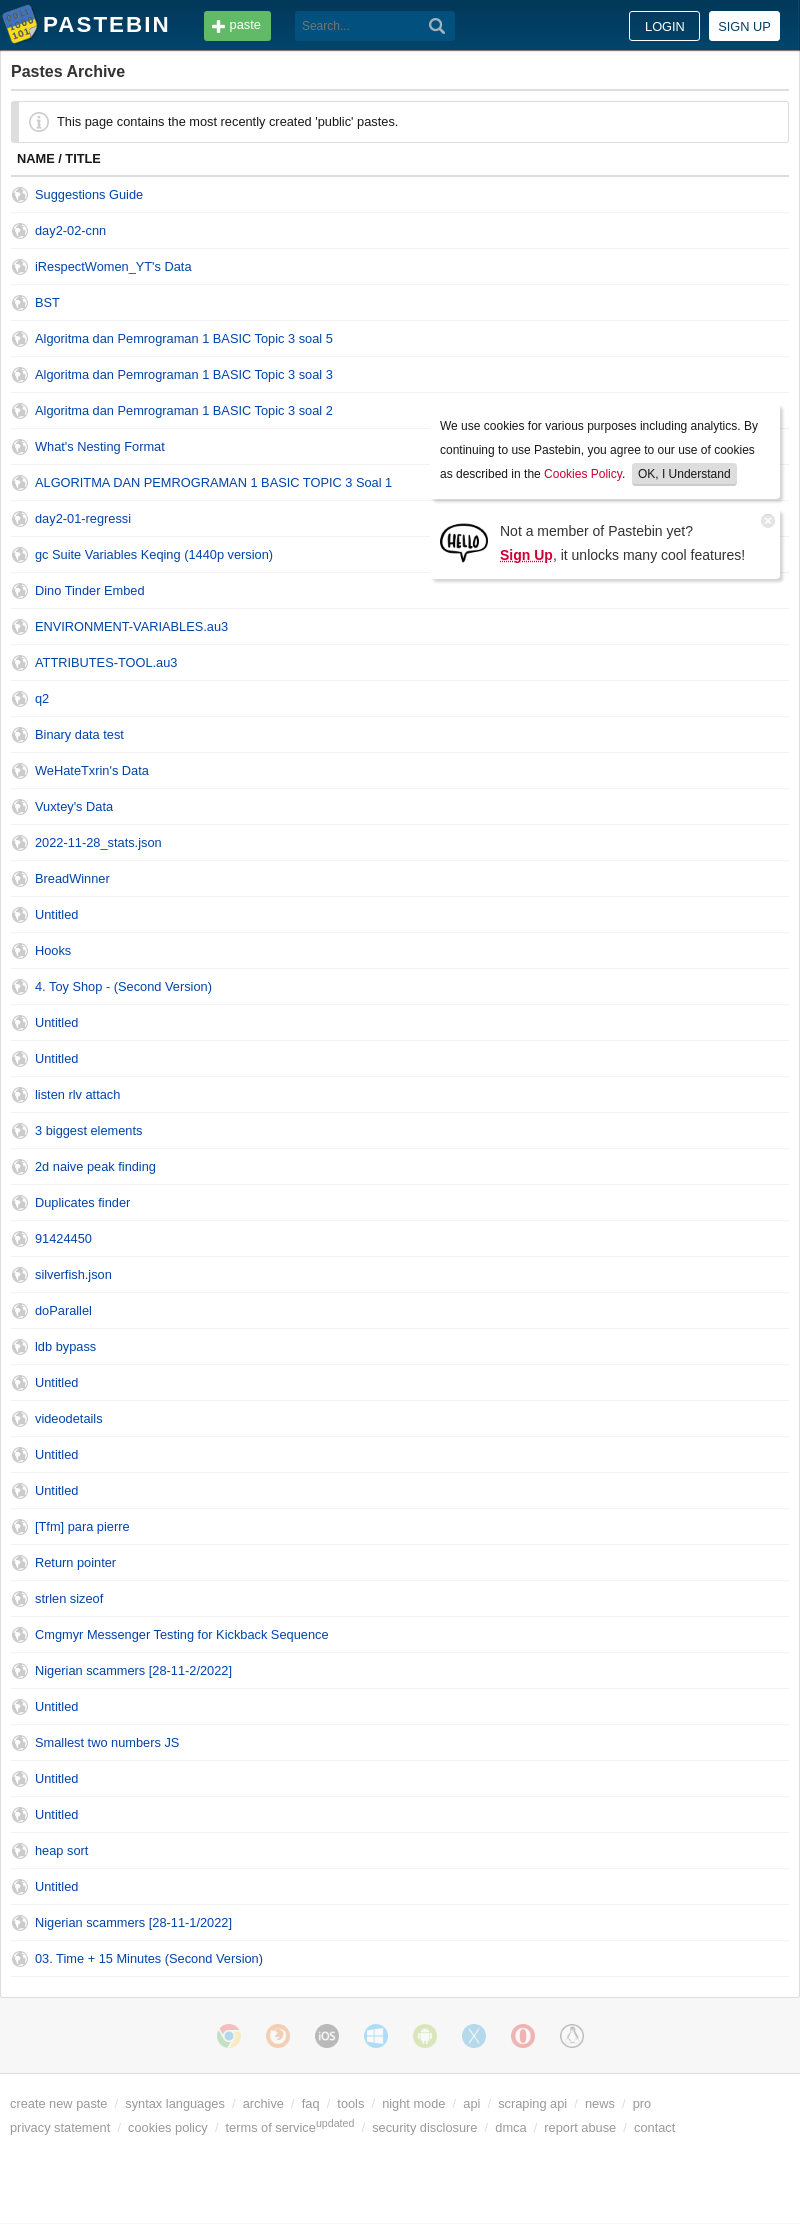 PASTEBIN
paste
Search...
LOGIN
SIGN UP
Pastes Archive
This page contains the most recently created 'public' pastes.
NAME / TITLE
Suggestions Guide
day2-02-cnn
iRespectWomen_YT's Data
BST
Algoritma dan Pemrograman 1 BASIC Topic 3 soal 5
Algoritma dan Pemrograman 1 BASIC Topic 3 soal 3
Algoritma dan Pemrograman 1 BASIC Topic 3 soal 2
What's Nesting Format
ALGORITMA DAN PEMROGRAMAN 1 BASIC TOPIC 3 Soal 1
day2-01-regressi
gc Suite Variables Keqing (1440p version)
We use cookies for various purposes including analytics. By
continuing to use Pastebin, you agree to our use of cookies
as described in the Cookies Policy. OK, I Understand
HELLO
Not a member of Pastebin yet?
Sign Up, it unlocks many cool features!
Dino Tinder Embed
ENVIRONMENT-VARIABLES.au3
ATTRIBUTES-TOOL.au3
q2
Binary data test
WeHateTxrin's Data
Vuxtey's Data
2022-11-28_stats.json
BreadWinner
Untitled
Hooks
4. Toy Shop - (Second Version)
Untitled
Untitled
listen rlv attach
3 biggest elements
2d naive peak finding
Duplicates finder
91424450
silverfish.json
doParallel
ldb bypass
Untitled
videodetails
Untitled
Untitled
[Tfm] para pierre
Return pointer
strlen sizeof
Cmgmyr Messenger Testing for Kickback Sequence
Nigerian scammers [28-11-2/2022]
Untitled
Smallest two numbers JS
Untitled
Untitled
heap sort
Untitled
Nigerian scammers [28-11-1/2022]
03. Time + 15 Minutes (Second Version)
iOS
create new paste / syntax languages / archive / faq / tools / night mode / api / scraping api / news / pro
privacy statement / cookies policy / terms of service updated / security disclosure / dmca / report abuse / contact